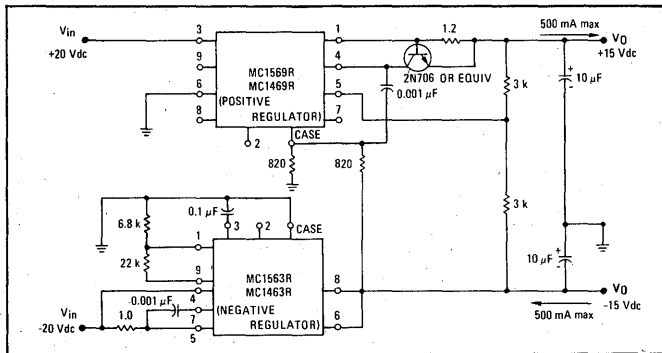 Vin
+20 Vdc
3
9
6
8
MC1569R
MC1469R
(POSITIVE
REGULATOR)
CASE
2
1
4
5
7
1.2
2N706 OR EQUIV
0.001 µF
820
820
500 mA max
VO
+15 Vdc
3 k
10 µF
+
-
3 k
6.8 k
22 k
0.1 µF
3
2
CASE
1
9
4
7
5
MC1563R
MC1463R
(NEGATIVE
REGULATOR)
8
6
Vin
-20 Vdc
1.0
0.001 µF
10 µF
+
-
VO
-15 Vdc
500 mA max